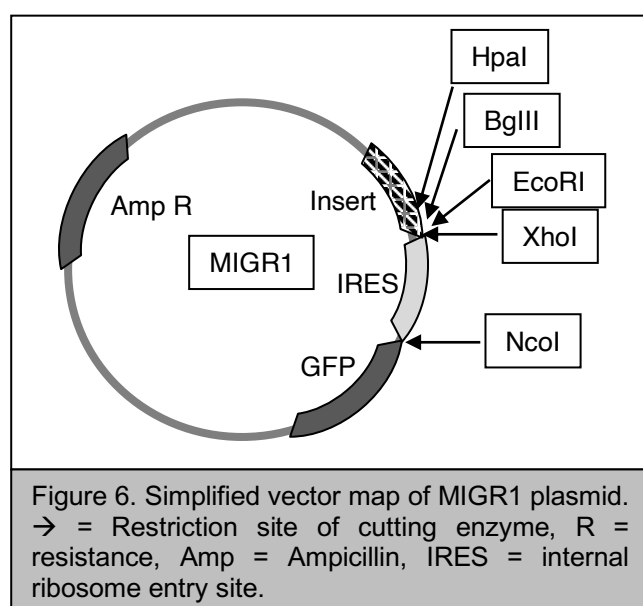 HpaI
BgIII
EcoRI
XhoI
Insert
Amp R
MIGR1
IRES
NcoI
GFP
Figure 6. Simplified vector map of MIGR1 plasmid.
→ = Restriction site of cutting enzyme, R =
resistance, Amp = Ampicillin, IRES = internal
ribosome entry site.